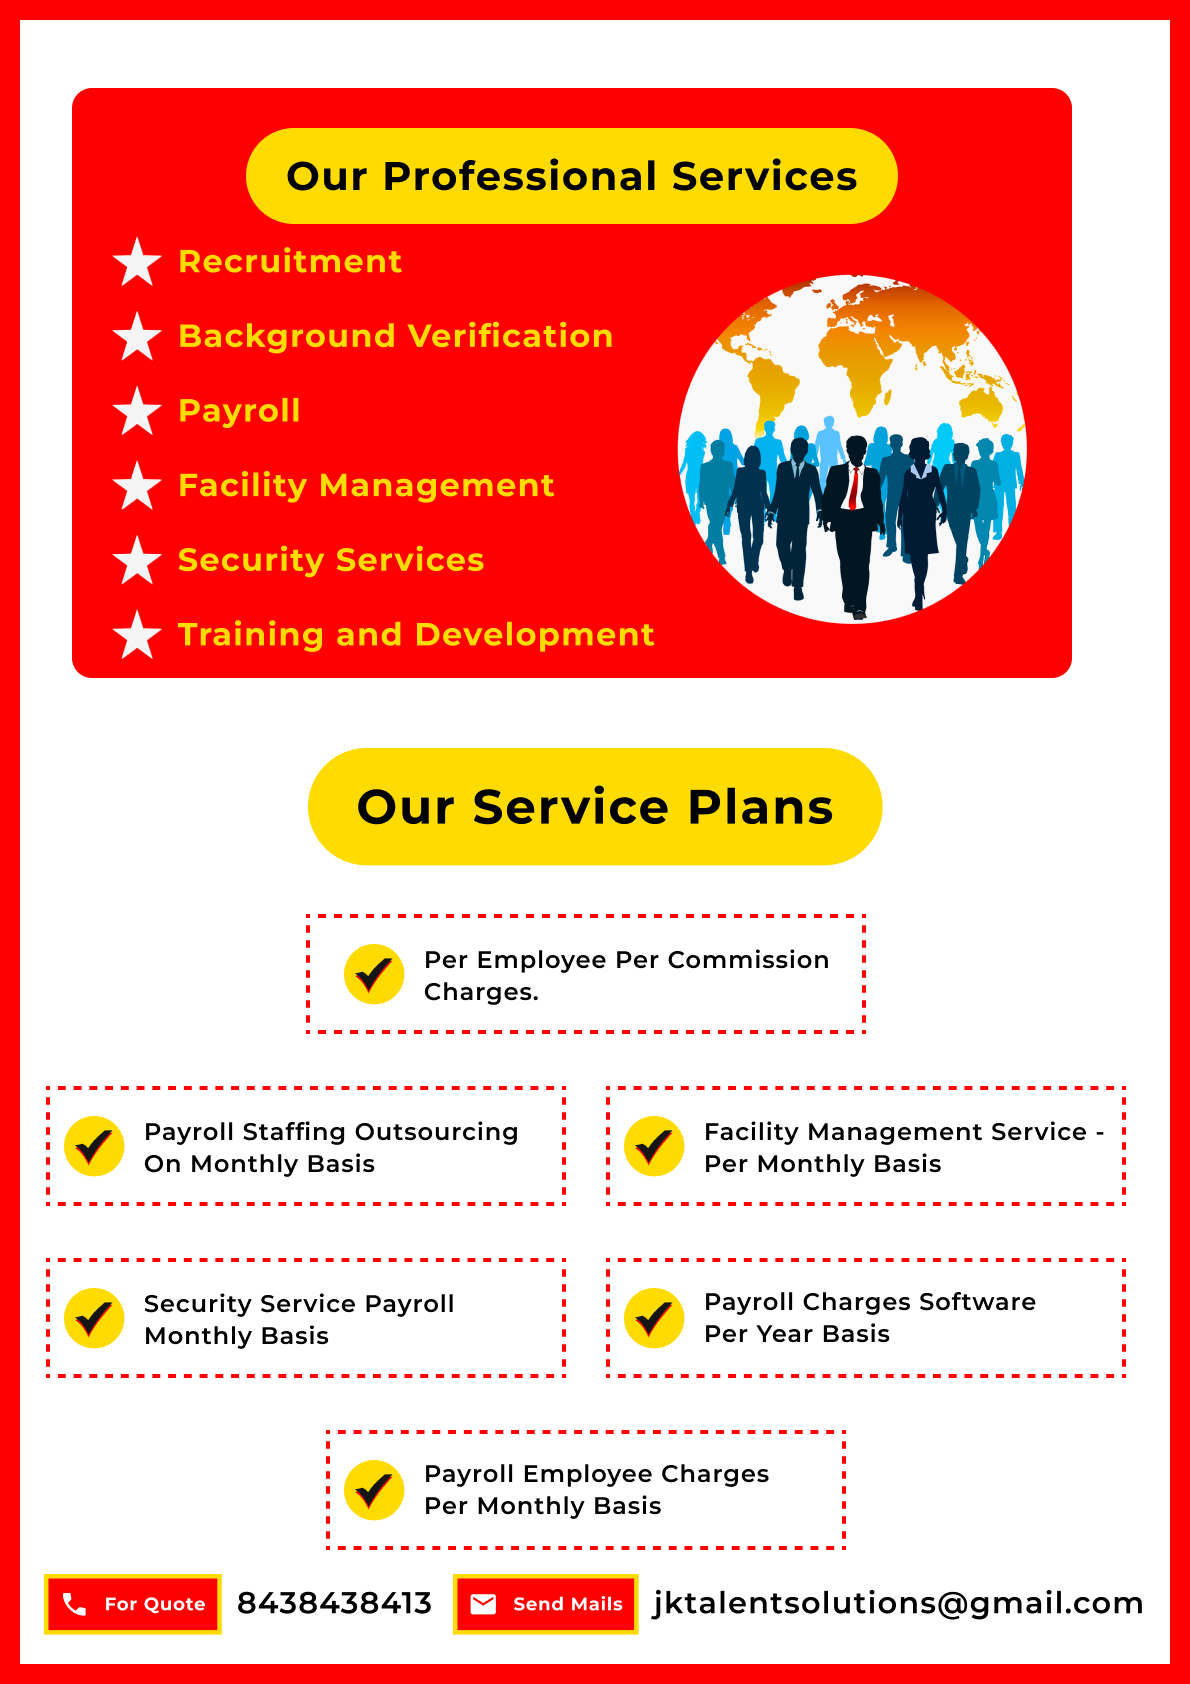 Our Professional Services
Recruitment
Background Verification
Payroll
Facility Management
Security Services
Training and Development
Our Service Plans
Per Employee Per Commission
Charges.
Payroll Staffing Outsourcing
On Monthly Basis
Facility Management Service -
Per Monthly Basis
Security Service Payroll
Monthly Basis
Payroll Charges Software
Per Year Basis
Payroll Employee Charges
Per Monthly Basis
For Quote 8438438413 Send Mails jktalentsolutions@gmail.com